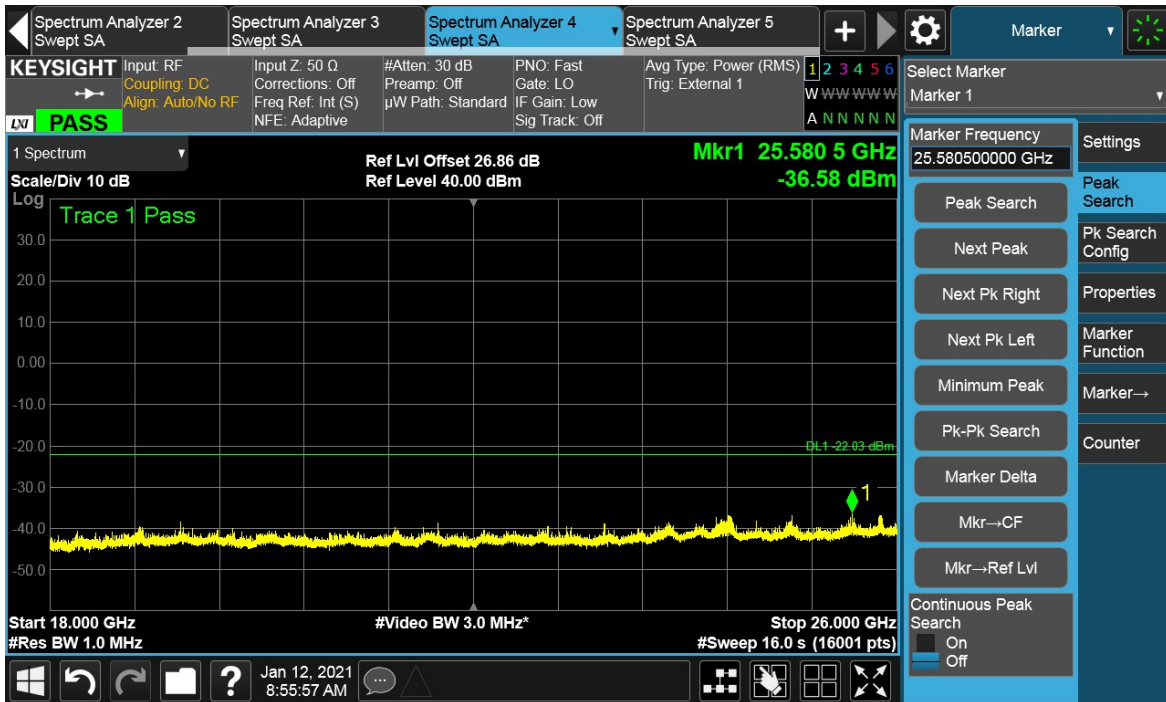 Spectrum Analyzer 2
Swept SA
Spectrum Analyzer 3
Swept SA
Spectrum Analyzer 4
Swept SA
Spectrum Analyzer 5
Swept SA
+
Marker
KEYSIGHT
LXI PASS
Input: RF
Coupling: DC
Align: Auto/No RF
Input Z: 50 Ω
Corrections: Off
Freq Ref: Int (S)
NFE: Adaptive
#Atten: 30 dB
Preamp: Off
µW Path: Standard
PNO: Fast
Gate: LO
IF Gain: Low
Sig Track: Off
Avg Type: Power (RMS)
Trig: External 1
1 2 3 4 5 6
W W W W W W
A N N N N N
Select Marker
Marker 1
1 Spectrum
Scale/Div 10 dB
Ref Lvl Offset 26.86 dB
Ref Level 40.00 dBm
Mkr1 25.580 5 GHz
-36.58 dBm
Log
Trace 1 Pass
30.0
20.0
10.0
0.00
-10.0
-20.0
-30.0
-40.0
-50.0
DL1 -22.03 dBm
1
Start 18.000 GHz
#Res BW 1.0 MHz
#Video BW 3.0 MHz*
Stop 26.000 GHz
#Sweep 16.0 s (16001 pts)
Marker Frequency
25.580500000 GHz
Peak Search
Next Peak
Next Pk Right
Next Pk Left
Minimum Peak
Pk-Pk Search
Marker Delta
Mkr→CF
Mkr→Ref Lvl
Continuous Peak
Search
On
Off
Settings
Peak
Search
Pk Search
Config
Properties
Marker
Function
Marker→
Counter
?
Jan 12, 2021
8:55:57 AM